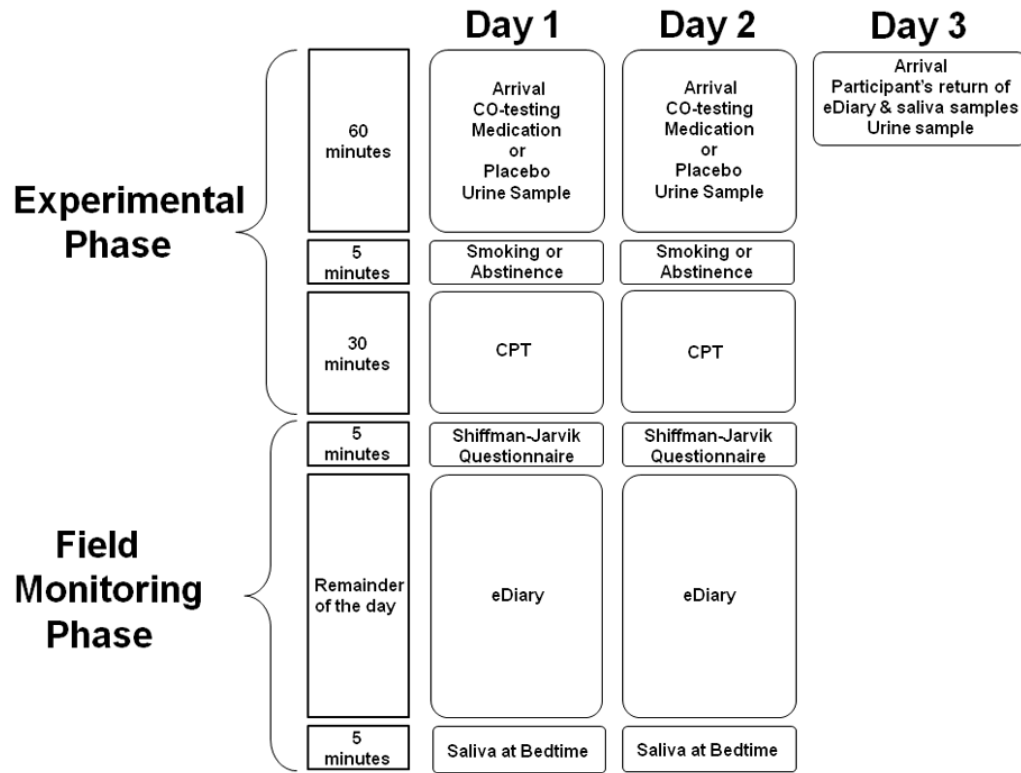 Day 1
Day 2
Day 3
Experimental
Phase
60
minutes
Arrival
CO-testing
Medication
or
Placebo
Urine Sample
Arrival
CO-testing
Medication
or
Placebo
Urine Sample
Arrival
Participant's return of
eDiary & saliva samples
Urine sample
5
minutes
Smoking or
Abstinence
Smoking or
Abstinence
30
minutes
CPT
CPT
Field
Monitoring
Phase
5
minutes
Shiffman-Jarvik
Questionnaire
Shiffman-Jarvik
Questionnaire
Remainder
of the day
eDiary
eDiary
5
minutes
Saliva at Bedtime
Saliva at Bedtime